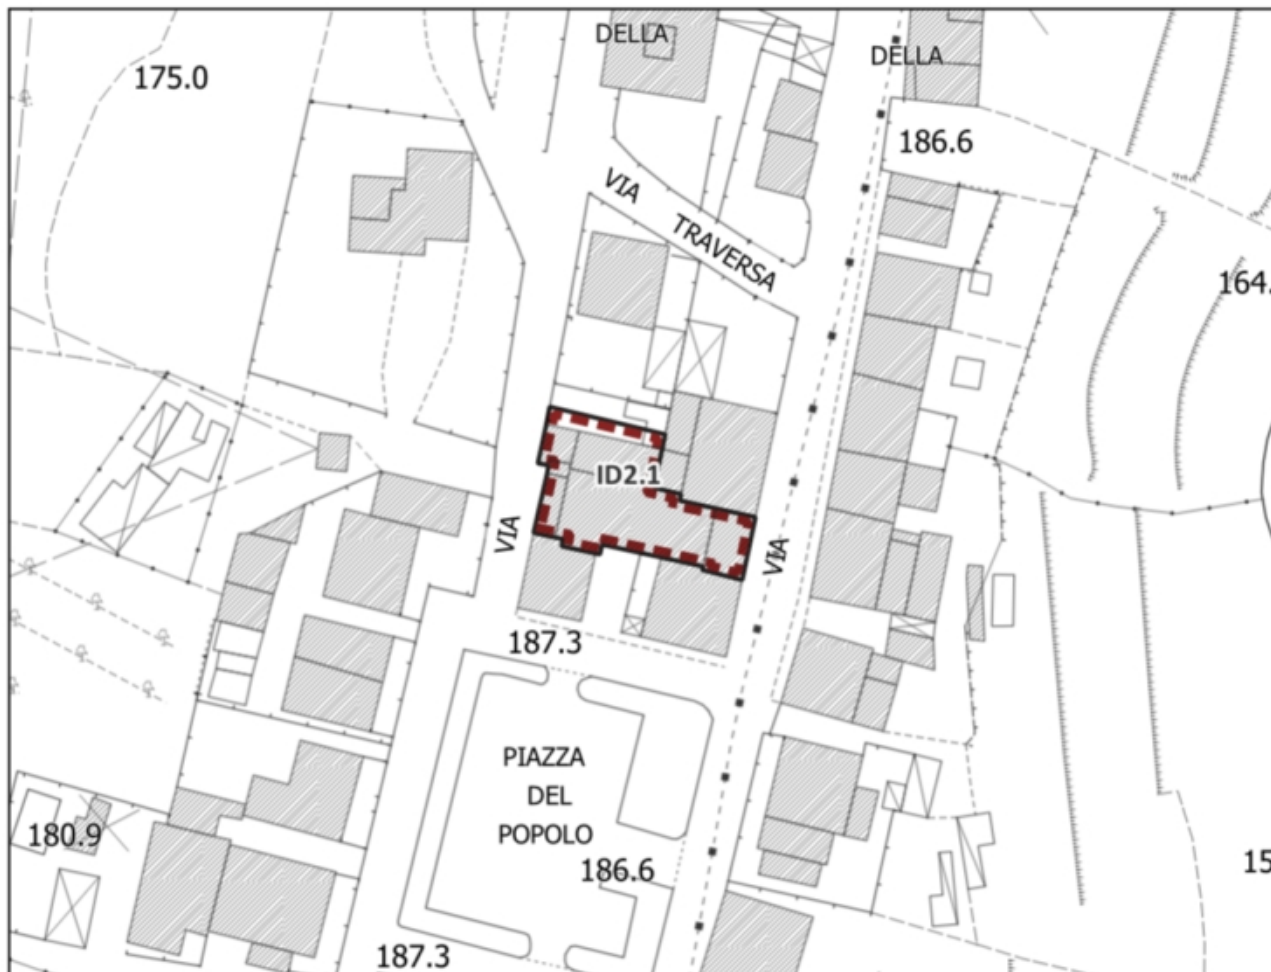 DELLA
DELLA
175.0
186.6
VIA
TRAVERSA
164.
ID2.1
VIA
VIA
187.3
PIAZZA
DEL
POPOLO
180.9
186.6
15
187.3